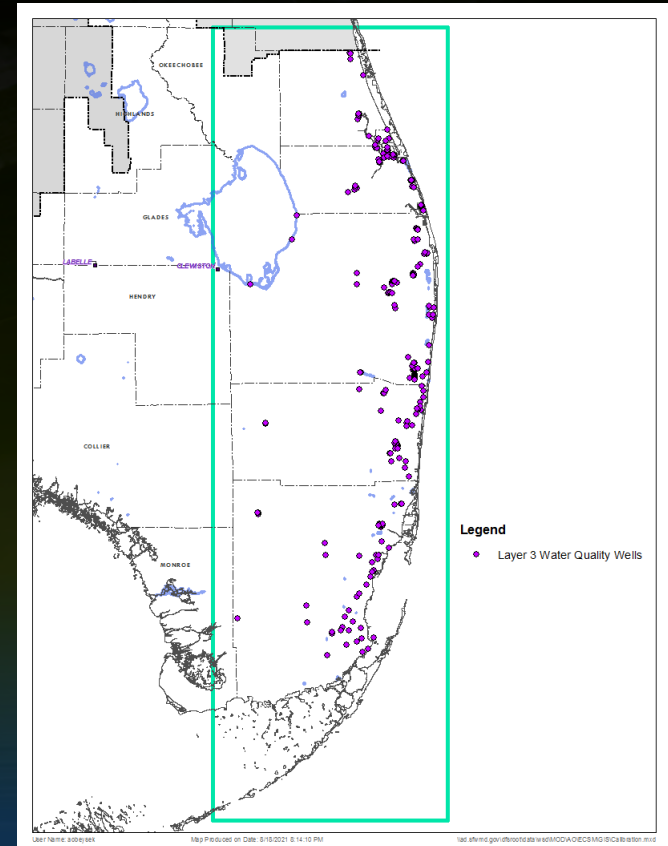 OKEECHOBEE
HIGHLANDS
GLADES
CLEWISTON
HENDRY
COLLIER
Legend
Layer 3 Water Quality Wells
MONROE
Map Produced on Date: 8/18/2021 8:14:10 PM